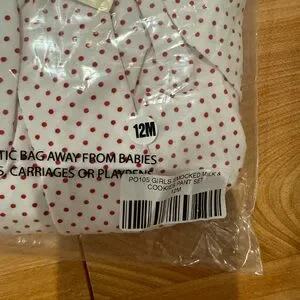 12M
TIC BAG AWAY FROM BABIES
S, CARRIAGES OR PLAYPENS
PO105 GIRLS SMOCKED MILK &
COOKIES PANT SET
12M